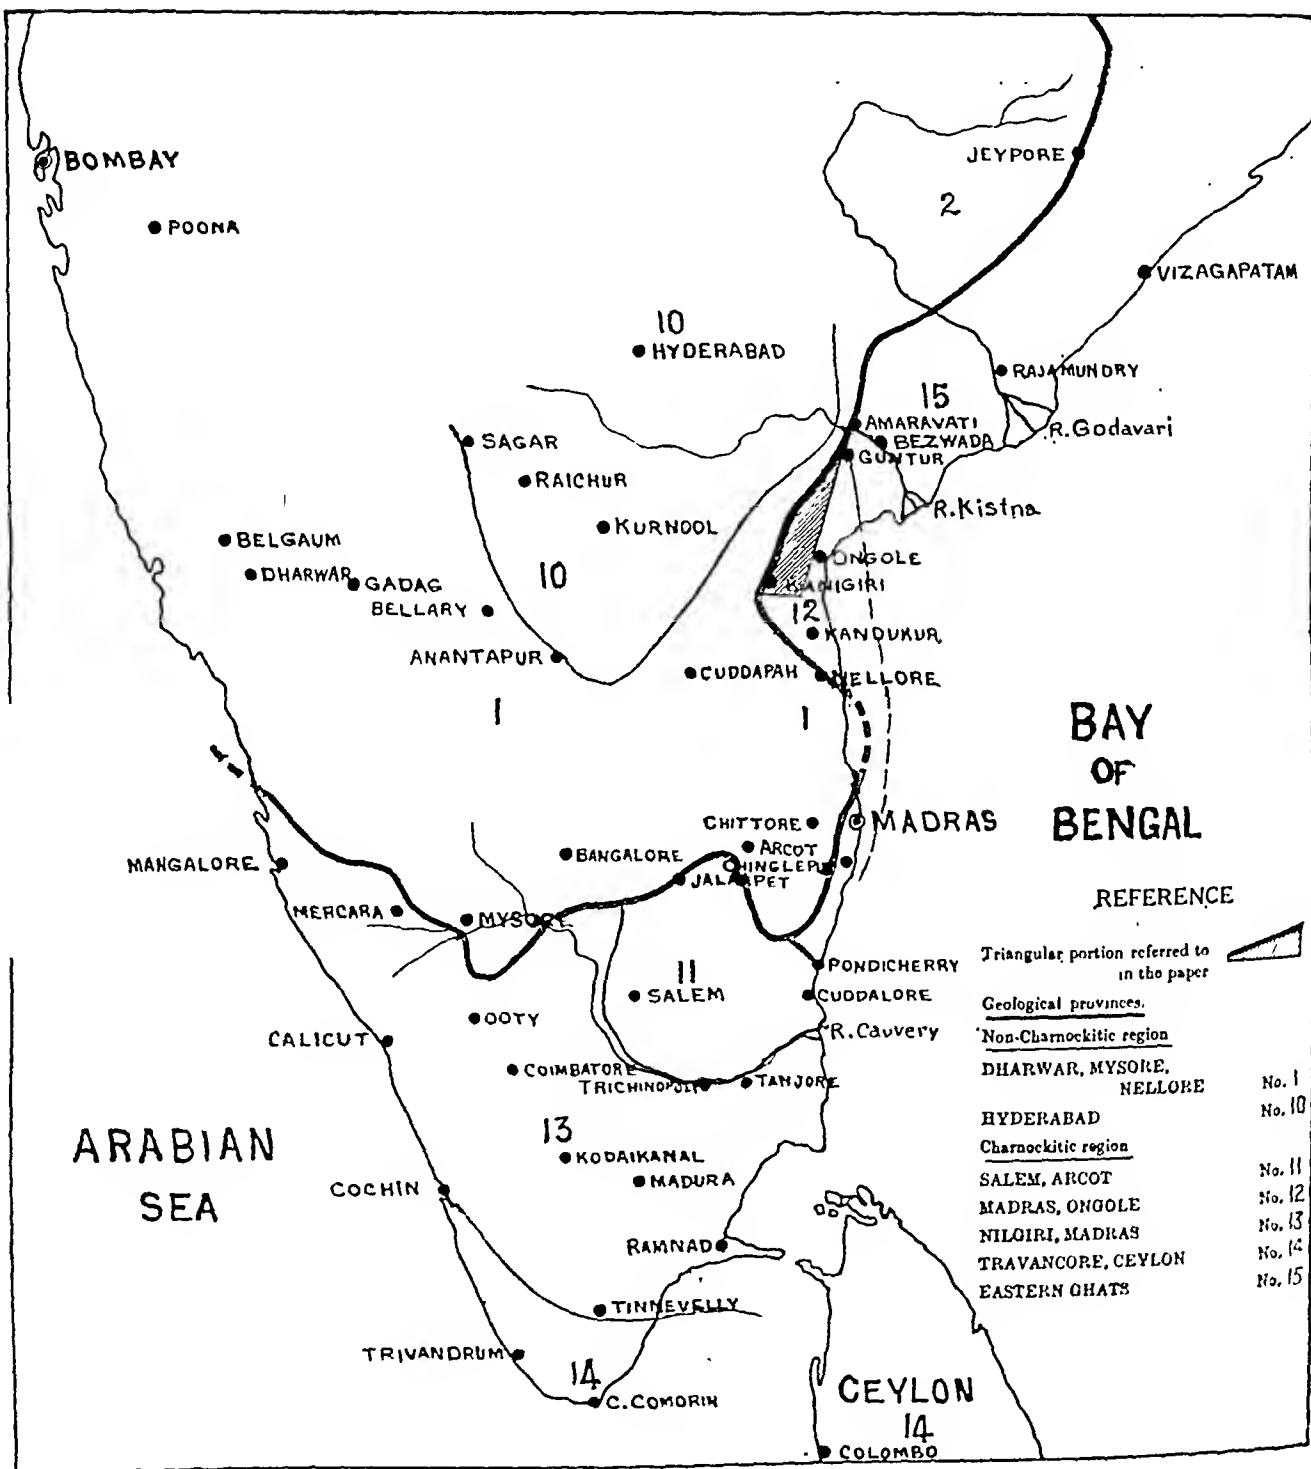 BOMBAY
POONA
JEYPORE
2
VIZAGAPATAM
10
HYDERABAD
RAJAMUNDRY
15
AMARAVATI
R.Godavari
BEZWADA
SAGAR
GUNTUR
RAICHUR
R.Kistna
KURNOOL
BELGAUM
ONGOLE
DHARWAR
GADAG
10
KANIGIRI
BELLARY
12
KANDUKUR
ANANTAPUR
CUDDAPAH
NELLORE
1
1
BAY
OF
BENGAL
CHITTORE
MADRAS
ARCOT
BANGALORE
CHINGLEPUT
MANGALORE
JALARPET
MERCARA
MYSORE
REFERENCE
Triangular portion referred to
in the paper
PONDICHERRY
11
SALEM
CUDDALORE
Geological provinces.
OOTY
CALICUT
R.Cauvery
Non-Charnockitic region
COIMBATORE
TRICHINOPOLY
TANJORE
DHARWAR, MYSORE,
NELLORE No. 1
HYDERABAD No. 10
Charnockitic region
SALEM, ARCOT No. 11
MADRAS, ONGOLE No. 12
NILGIRI, MADRAS No. 13
TRAVANCORE, CEYLON No. 14
EASTERN GHATS No. 15
ARABIAN
SEA
13
KODAIKANAL
MADURA
COCHIN
RAMNAD
TINNEVELLY
TRIVANDRUM
14
C.COMORIN
CEYLON
14
COLOMBO